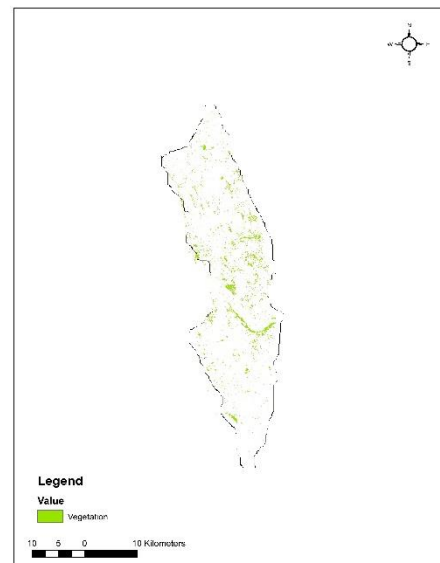 N
W E
S
Legend
Value
Vegetation
10 5 0 10 Kilometers